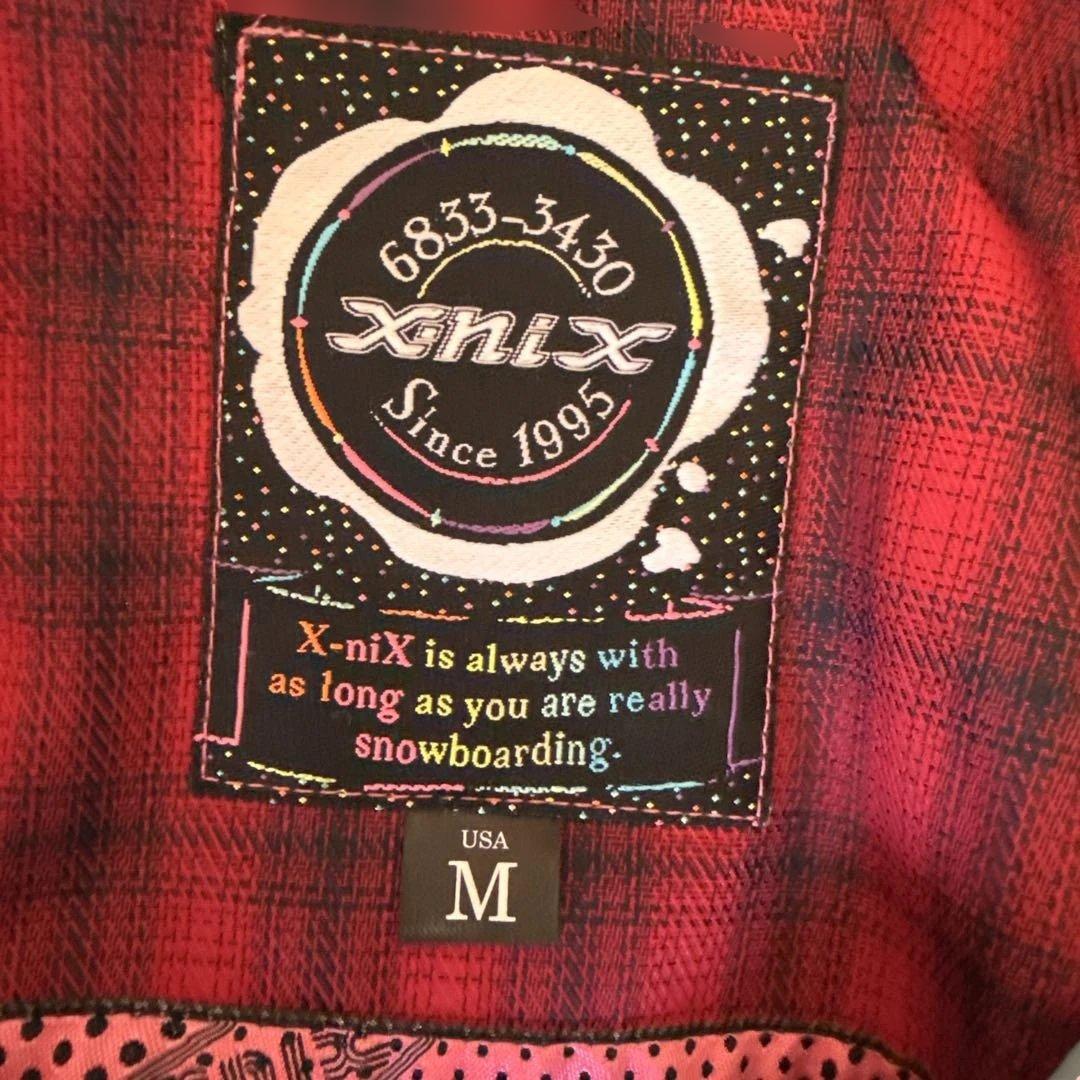 6833-3430
X-niX
Since 1995
X-niX is always with
as long as you are really
snowboarding.
USA
M